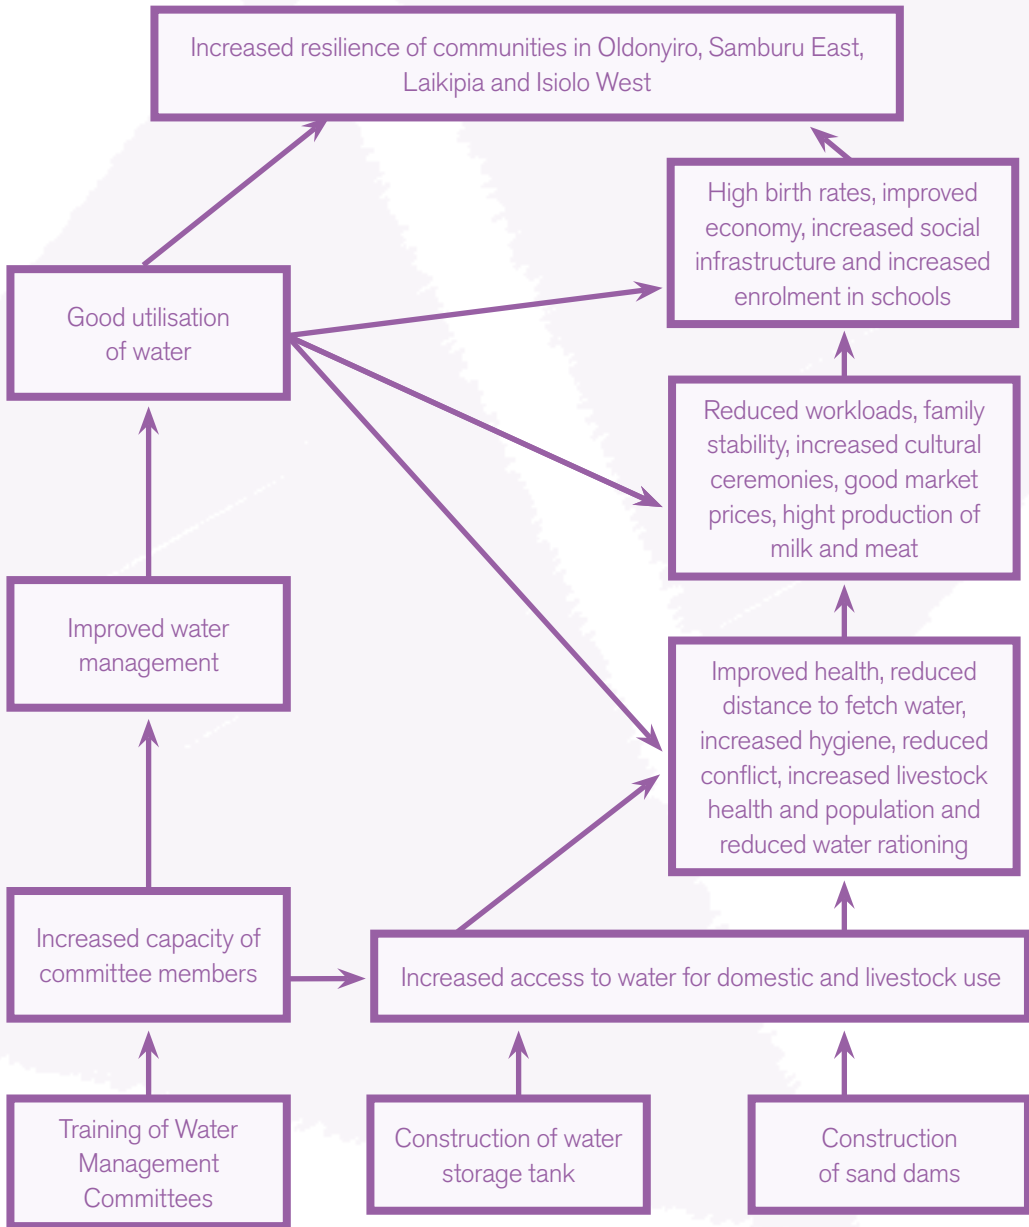 Increased resilience of communities in Oldonyiro, Samburu East,
Laikipia and Isiolo West
High birth rates, improved
economy, increased social
infrastructure and increased
enrolment in schools
Good utilisation
of water
Reduced workloads, family
stability, increased cultural
ceremonies, good market
prices, hight production of
milk and meat
Improved water
management
Improved health, reduced
distance to fetch water,
increased hygiene, reduced
conflict, increased livestock
health and population and
reduced water rationing
Increased capacity of
committee members
Increased access to water for domestic and livestock use
Training of Water
Management
Committees
Construction of water
storage tank
Construction
of sand dams